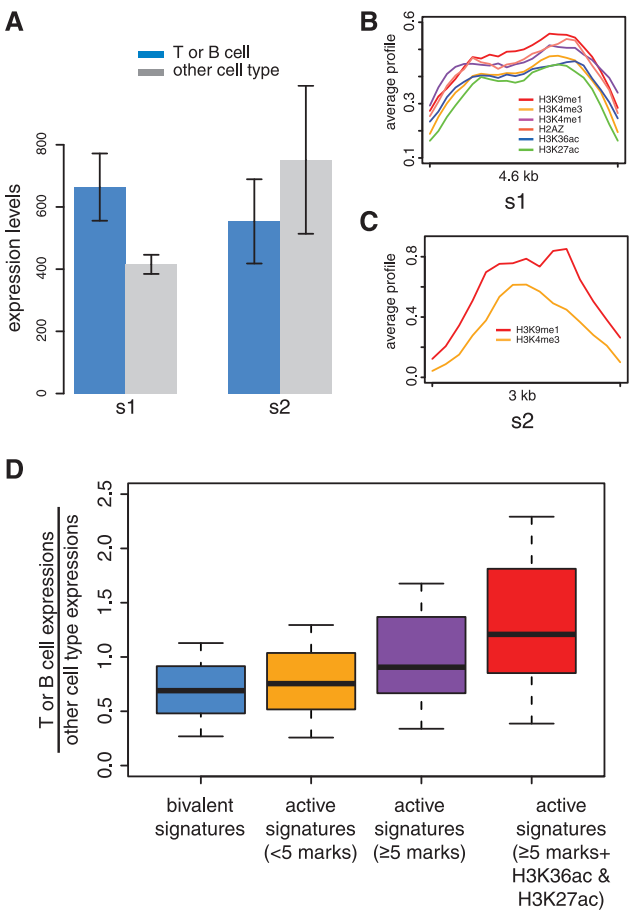 A
T or B cell
other cell type
expression levels
800
600
400
200
0
s1
s2
B
average profile
0.6
0.3
0.1
H3K9me1
H3K4me3
H3K4me1
H2AZ
H3K36ac
H3K27ac
4.6 kb
s1
C
average profile
0.8
0.4
0.0
H3K9me1
H3K4me3
3 kb
s2
D
T or B cell expressions
other cell type expressions
2.5
2.0
1.5
1.0
0.5
0.0
bivalent
signatures
active
signatures
(<5 marks)
active
signatures
(≥5 marks)
active
signatures
(≥5 marks+
H3K36ac &
H3K27ac)